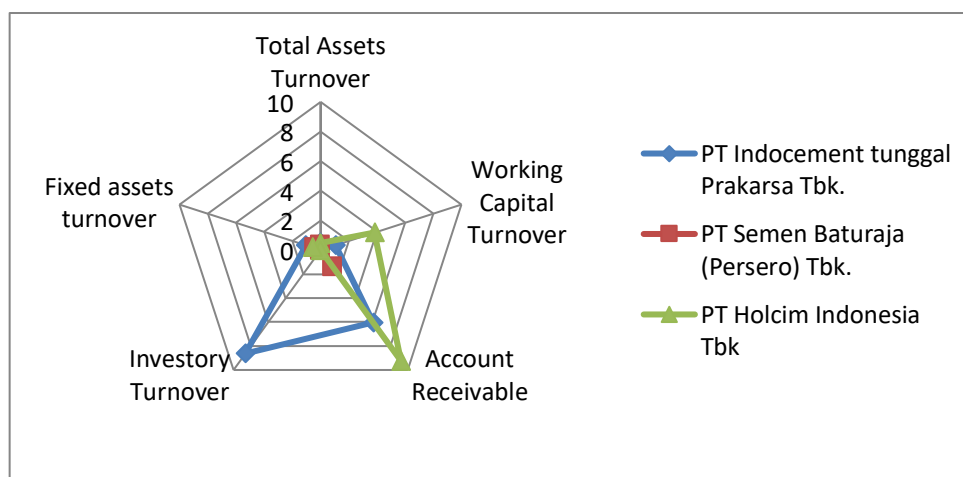 Total Assets
Turnover
10
8
6
4
2
0
Working
Capital
Turnover
Account
Receivable
Investory
Turnover
Fixed assets
turnover
PT Indocement tunggal
Prakarsa Tbk.
PT Semen Baturaja
(Persero) Tbk.
PT Holcim Indonesia
Tbk